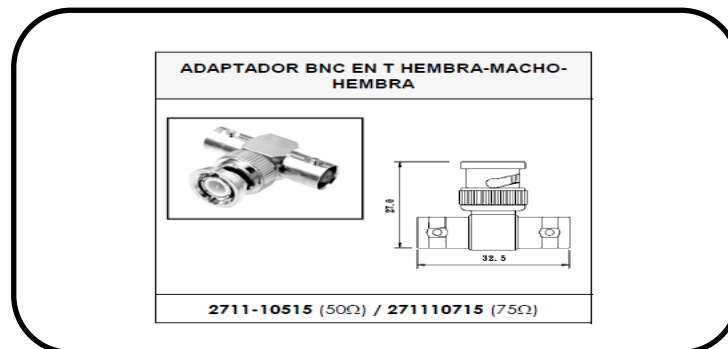 ADAPTADOR BNC EN T HEMBRA-MACHO-
HEMBRA
27.0
32.5
2711-10515 (50Ω) / 271110715 (75Ω)